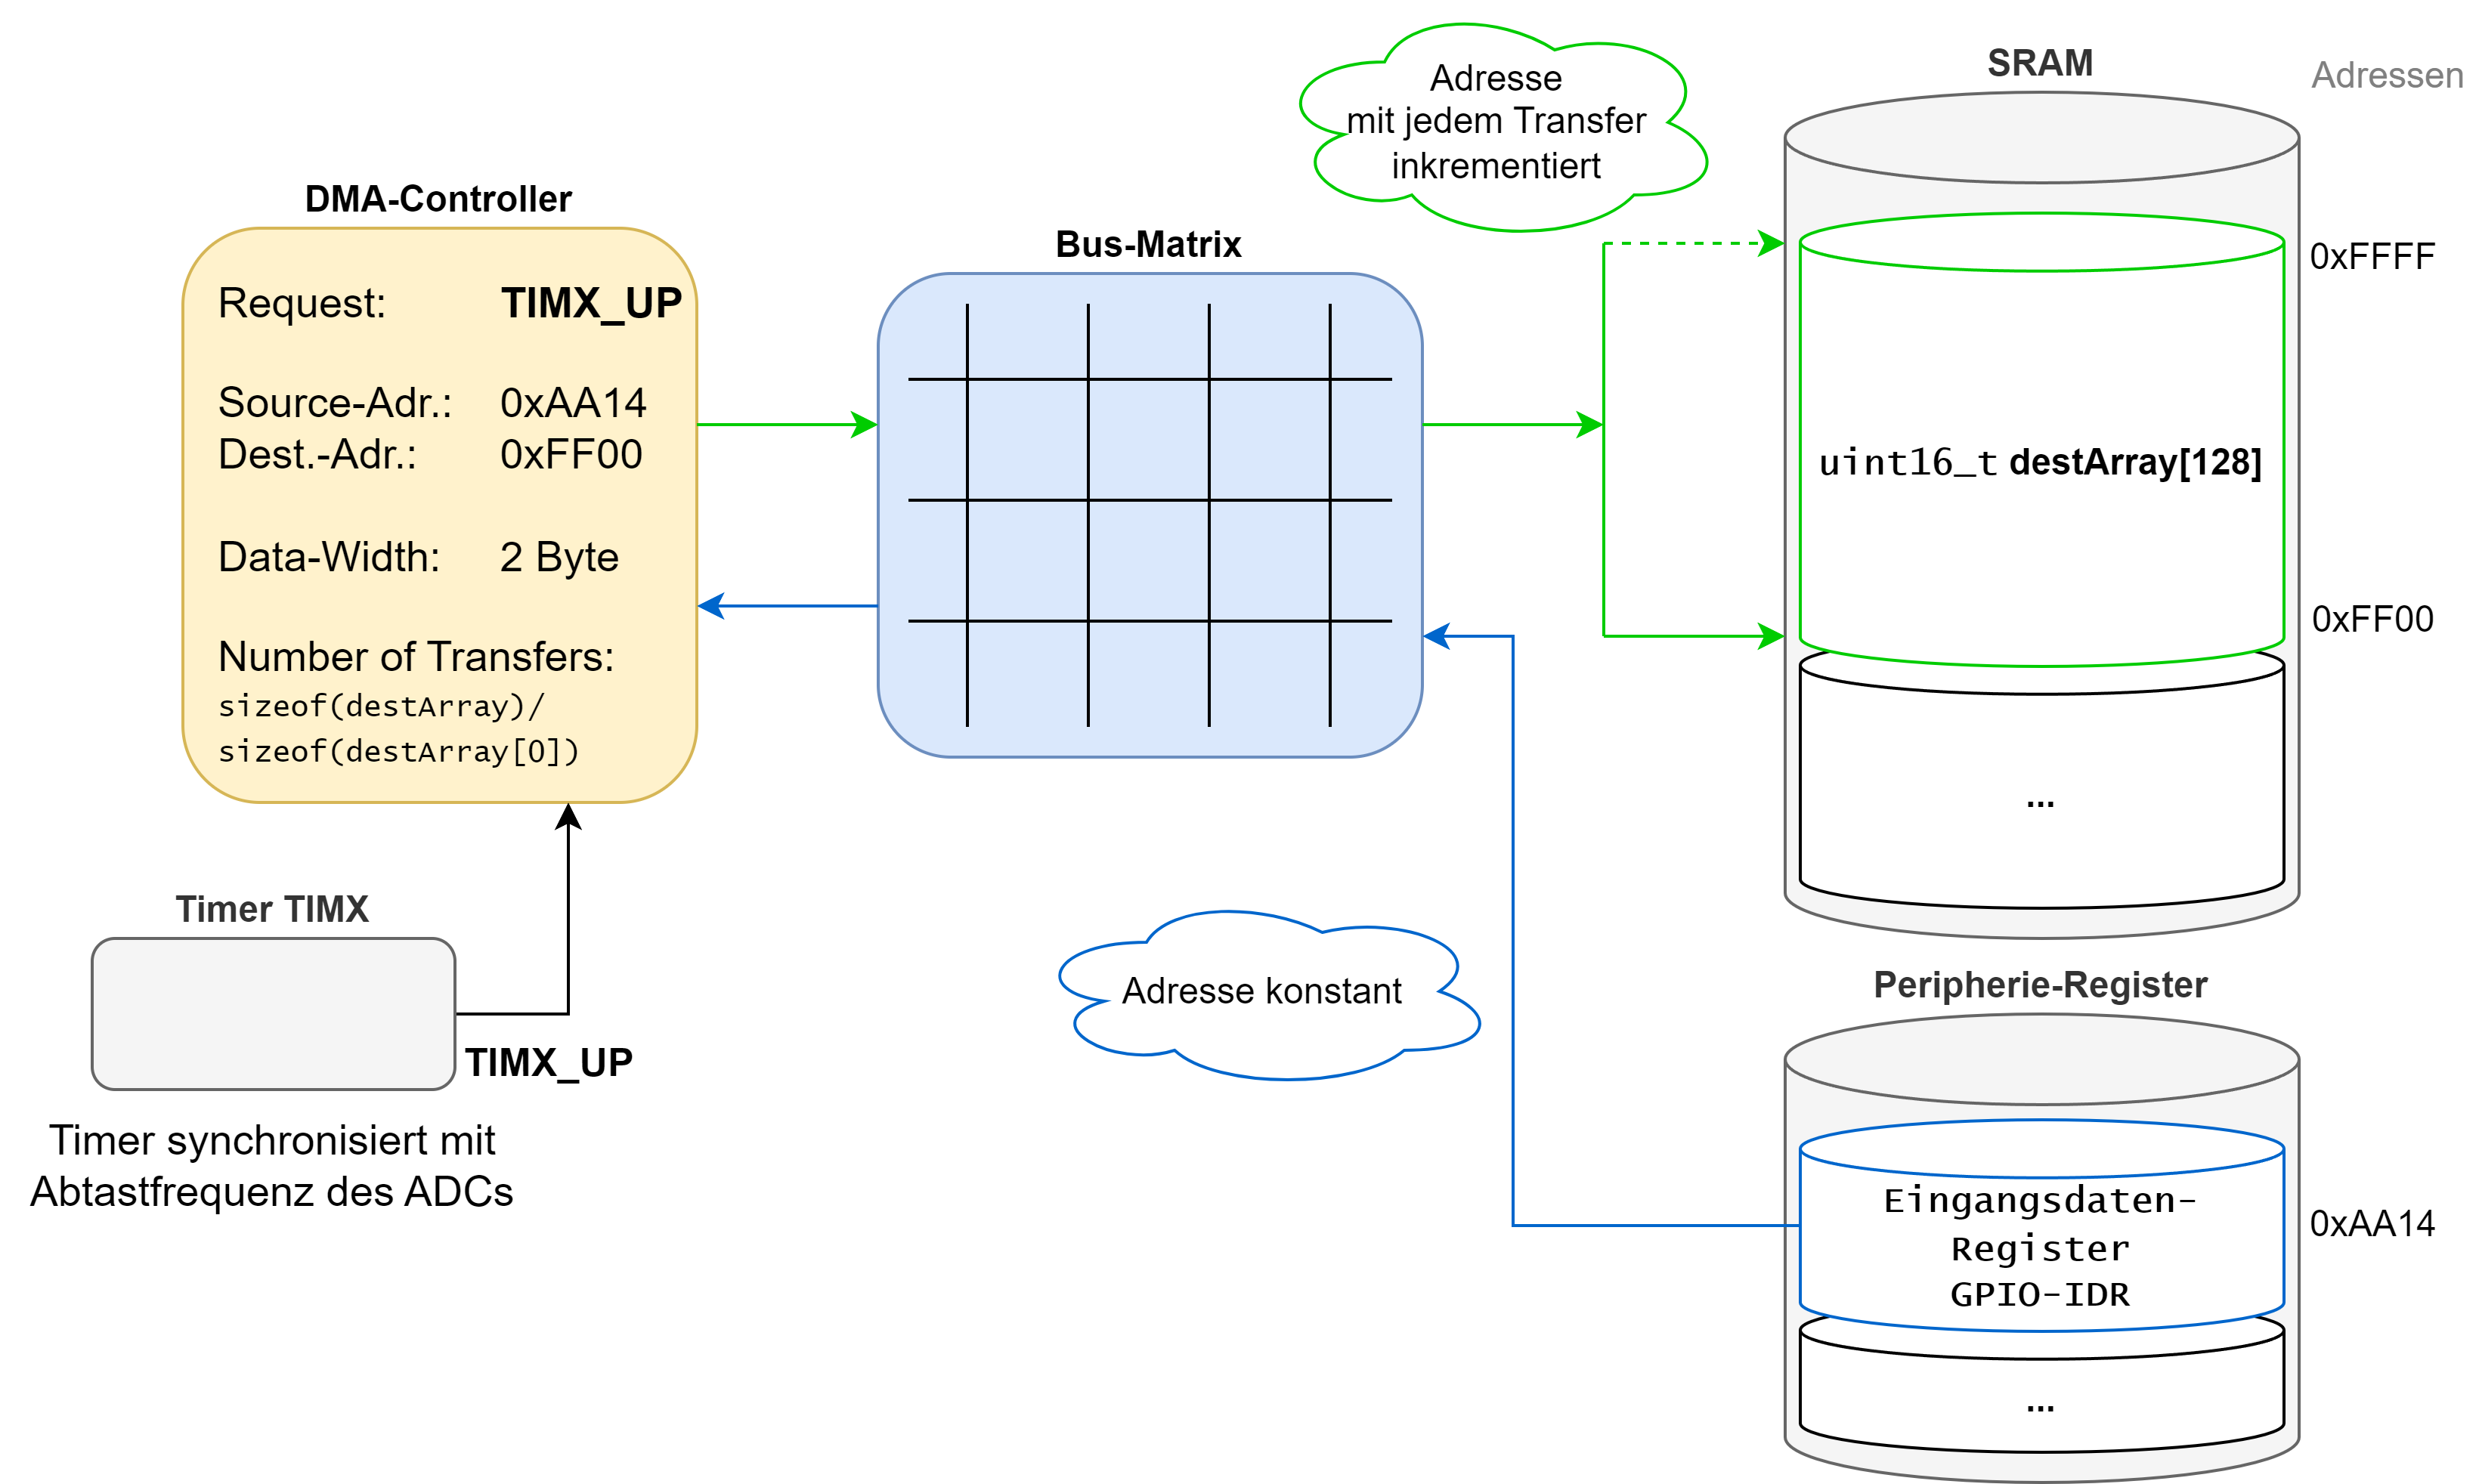 DMA-Controller
Request: TIMX_UP
Source-Adr.: 0xAA14
Dest.-Adr.: 0xFF00
Data-Width: 2 Byte
Number of Transfers:
sizeof(destArray)/
sizeof(destArray[0])
Timer TIMX
TIMX_UP
Timer synchronisiert mit
Abtastfrequenz des ADCs
Bus-Matrix
Adresse
mit jedem Transfer
inkrementiert
Adresse konstant
SRAM
Adressen
0xFFFF
uint16_t destArray[128]
0xFF00
...
Peripherie-Register
Eingangsdaten-
Register
GPIO-IDR
0xAA14
...